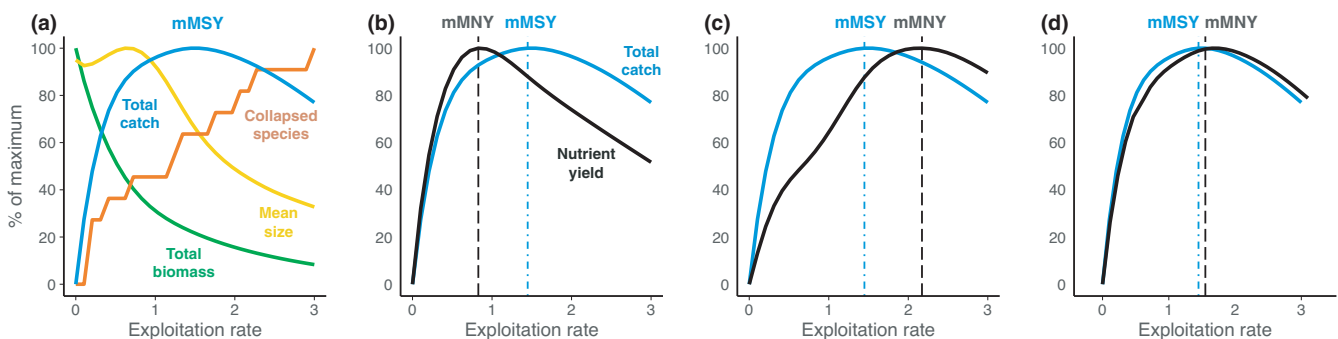 (a)
mMSY
% of maximum
100
80
60
40
20
0
Total
catch
Collapsed
species
Mean
size
Total
biomass
0 1 2 3
Exploitation rate
(b)
mMNY mMSY
100
80
60
40
20
0
Total
catch
Nutrient
yield
0 1 2 3
Exploitation rate
(c)
mMSY mMNY
100
80
60
40
20
0
0 1 2 3
Exploitation rate
(d)
mMSY mMNY
100
80
60
40
20
0
0 1 2 3
Exploitation rate